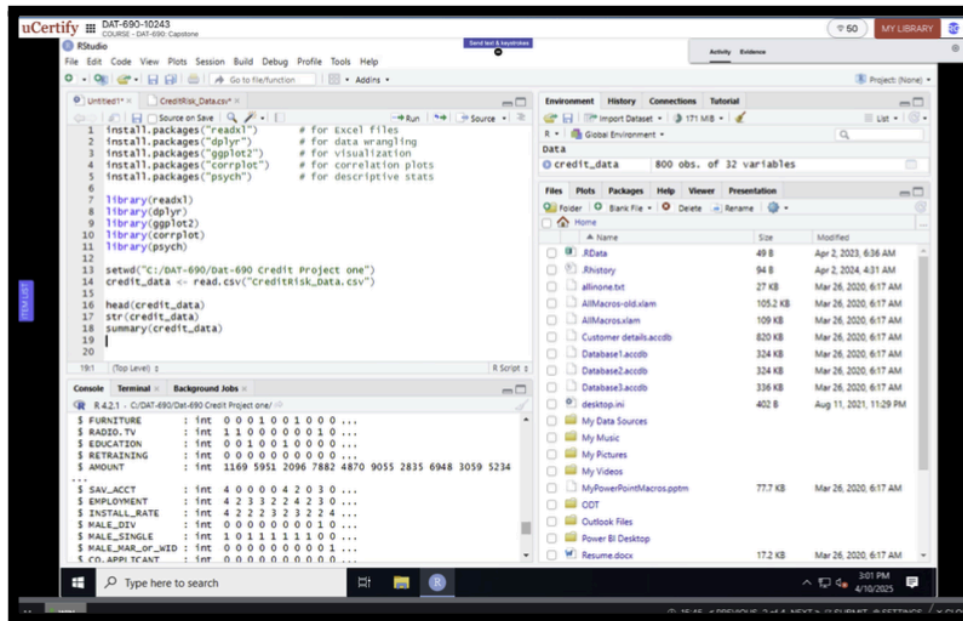 uCertify DAT-690-10243
COURSE - DAT-690: Capstone
60 MY LIBRARY
RStudio
Send text & keystrokes
Activity Evidence
File Edit Code View Plots Session Build Debug Profile Tools Help
Go to file/function Addins
Project: (None)
Untitled1* CreditRisk_Data.csv*
Source on Save Run Source
1 install.packages("readxl") # for Excel files
2 install.packages("dplyr") # for data wrangling
3 install.packages("ggplot2") # for visualization
4 install.packages("corrplot") # for correlation plots
5 install.packages("psych") # for descriptive stats
6
7 library(readxl)
8 library(dplyr)
9 library(ggplot2)
10 library(corrplot)
11 library(psych)
12
13 setwd("C:/DAT-690/Dat-690 Credit Project one")
14 credit_data <- read.csv("CreditRisk_Data.csv")
15
16 head(credit_data)
17 str(credit_data)
18 summary(credit_data)
19
20
19:1 (Top Level) R Script
ITEM LIST
Console Terminal Background Jobs
R 4.2.1 · C:/DAT-690/Dat-690 Credit Project one/
$ FURNITURE : int 0 0 0 1 0 0 1 0 0 0 ...
$ RADIO.TV : int 1 1 0 0 0 0 0 0 1 0 ...
$ EDUCATION : int 0 0 1 0 0 1 0 0 0 0 ...
$ RETRAINING : int 0 0 0 0 0 0 0 0 0 0 ...
$ AMOUNT : int 1169 5951 2096 7882 4870 9055 2835 6948 3059 5234
...
$ SAV_ACCT : int 4 0 0 0 0 4 2 0 3 0 ...
$ EMPLOYMENT : int 4 2 3 3 2 2 4 2 3 0 ...
$ INSTALL_RATE : int 4 2 2 2 3 2 3 2 2 4 ...
$ MALE_DIV : int 0 0 0 0 0 0 0 0 1 0 ...
$ MALE_SINGLE : int 1 0 1 1 1 1 1 1 0 0 ...
$ MALE_MAR_or_WID : int 0 0 0 0 0 0 0 0 0 1 ...
$ CO.APPLICANT : int 0 0 0 0 0 0 0 0 0 0 ...
Environment History Connections Tutorial
Import Dataset 171 MiB List
R Global Environment
Data
credit_data 800 obs. of 32 variables
Files Plots Packages Help Viewer Presentation
Folder Blank File Delete Rename
Home
Name Size Modified
.RData 49 B Apr 2, 2023, 6:36 AM
.Rhistory 94 B Apr 2, 2024, 4:31 AM
allinone.txt 27 KB Mar 26, 2020, 6:17 AM
AllMacros-old.xlam 105.2 KB Mar 26, 2020, 6:17 AM
AllMacros.xlam 109 KB Mar 26, 2020, 6:17 AM
Customer details.accdb 820 KB Mar 26, 2020, 6:17 AM
Database1.accdb 324 KB Mar 26, 2020, 6:17 AM
Database2.accdb 324 KB Mar 26, 2020, 6:17 AM
Database3.accdb 336 KB Mar 26, 2020, 6:17 AM
desktop.ini 402 B Aug 11, 2021, 11:29 PM
My Data Sources
My Music
My Pictures
My Videos
MyPowerPointMacros.pptm 77.7 KB Mar 26, 2020, 6:17 AM
ODT
Outlook Files
Power BI Desktop
Resume.docx 17.2 KB Mar 26, 2020, 6:17 AM
Type here to search
3:01 PM
4/10/2025